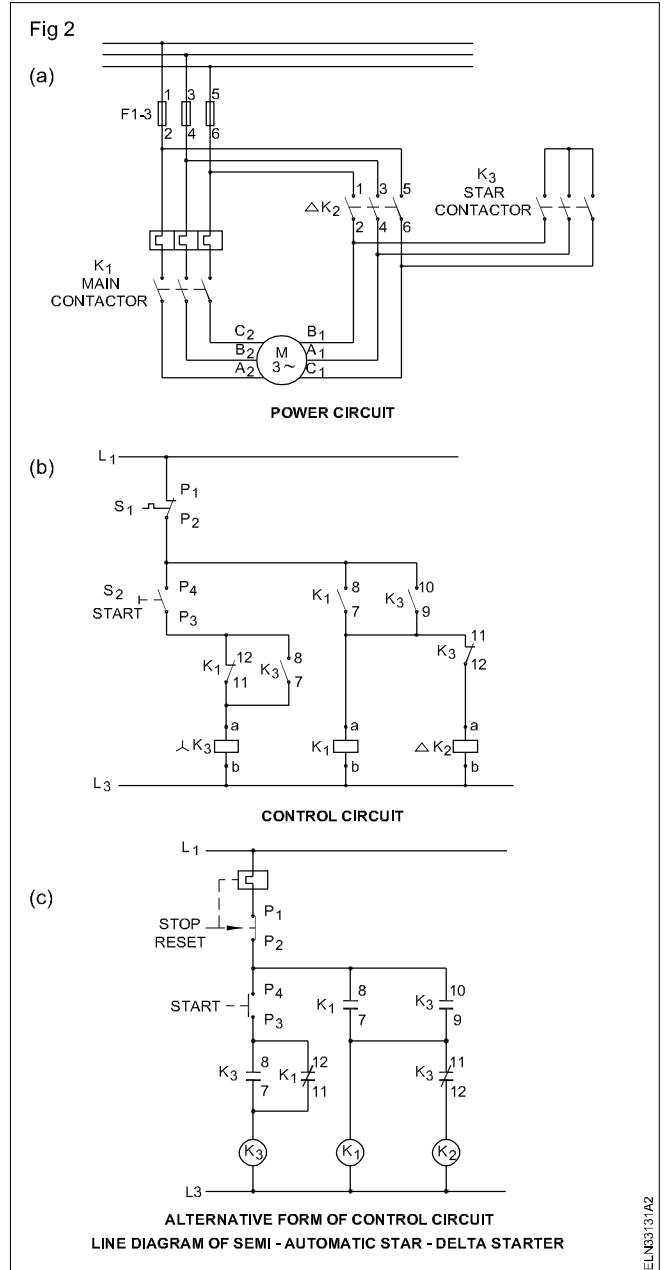 Fig 2
(a)
1 3 5
F1-3
2 4 6
K3
STAR
CONTACTOR
1 3 5
△K2
2 4 6
K1
MAIN
CONTACTOR
C2 B1
B2 M A1
3~
A2 C1
POWER CIRCUIT
(b)
L1
P1
S1
P2
S2 P4
START P3
K1 8
7
K3 10
9
K1 12
11
K3 8
7
K3 11
12
a a a
⅄ K3 K1 △ K2
b b b
L3
CONTROL CIRCUIT
(c)
L1
STOP P1
RESET P2
P4
START
P3
K1 8
7
K3 10
9
K3 8
7
K1 12
11
K3 11
12
K3 K1 K2
L3
ALTERNATIVE FORM OF CONTROL CIRCUIT
LINE DIAGRAM OF SEMI - AUTOMATIC STAR - DELTA STARTER
ELN33131A2